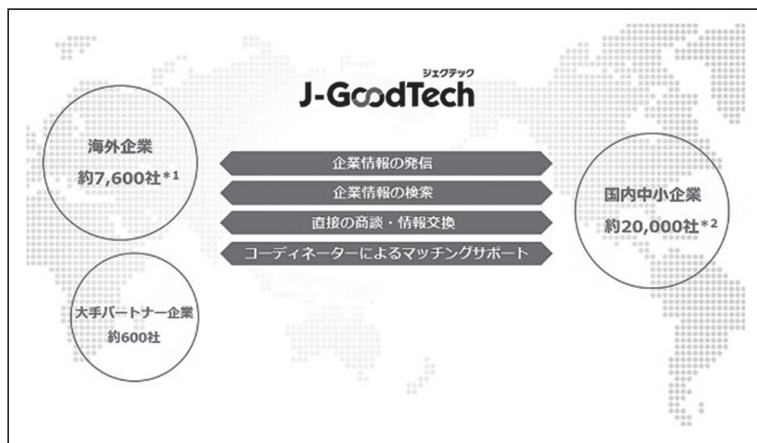 ジェグテック
J-GoodTech
海外企業
約7,600社*1
企業情報の発信
企業情報の検索
直接の商談・情報交換
コーディネーターによるマッチングサポート
国内中小企業
約20,000社*2
大手パートナー企業
約600社